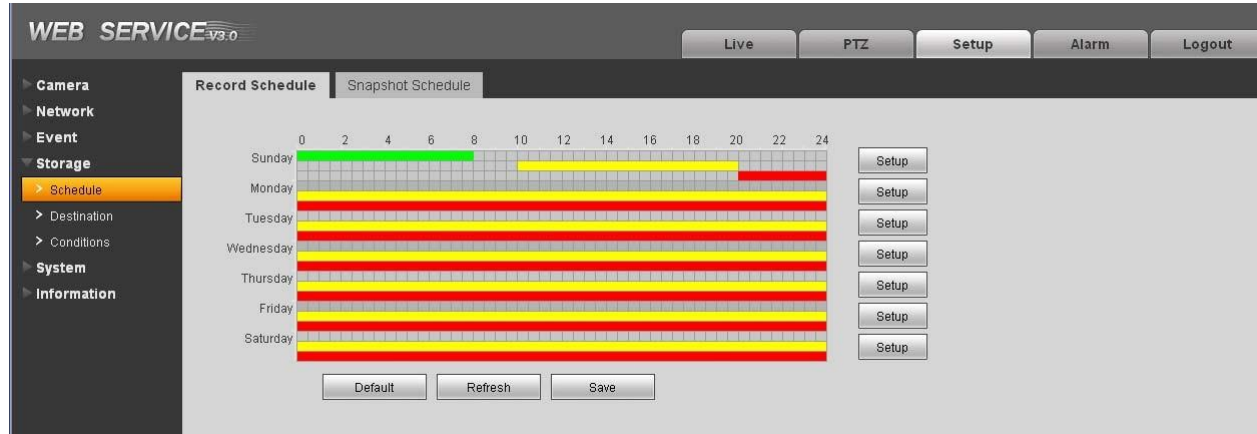 WEB SERVICE V3.0
Live PTZ Setup Alarm Logout
Camera
Network
Event
Storage
> Schedule
> Destination
> Conditions
System
Information
Record Schedule Snapshot Schedule
0 2 4 6 8 10 12 14 16 18 20 22 24
Sunday Setup
Monday Setup
Tuesday Setup
Wednesday Setup
Thursday Setup
Friday Setup
Saturday Setup
Default Refresh Save